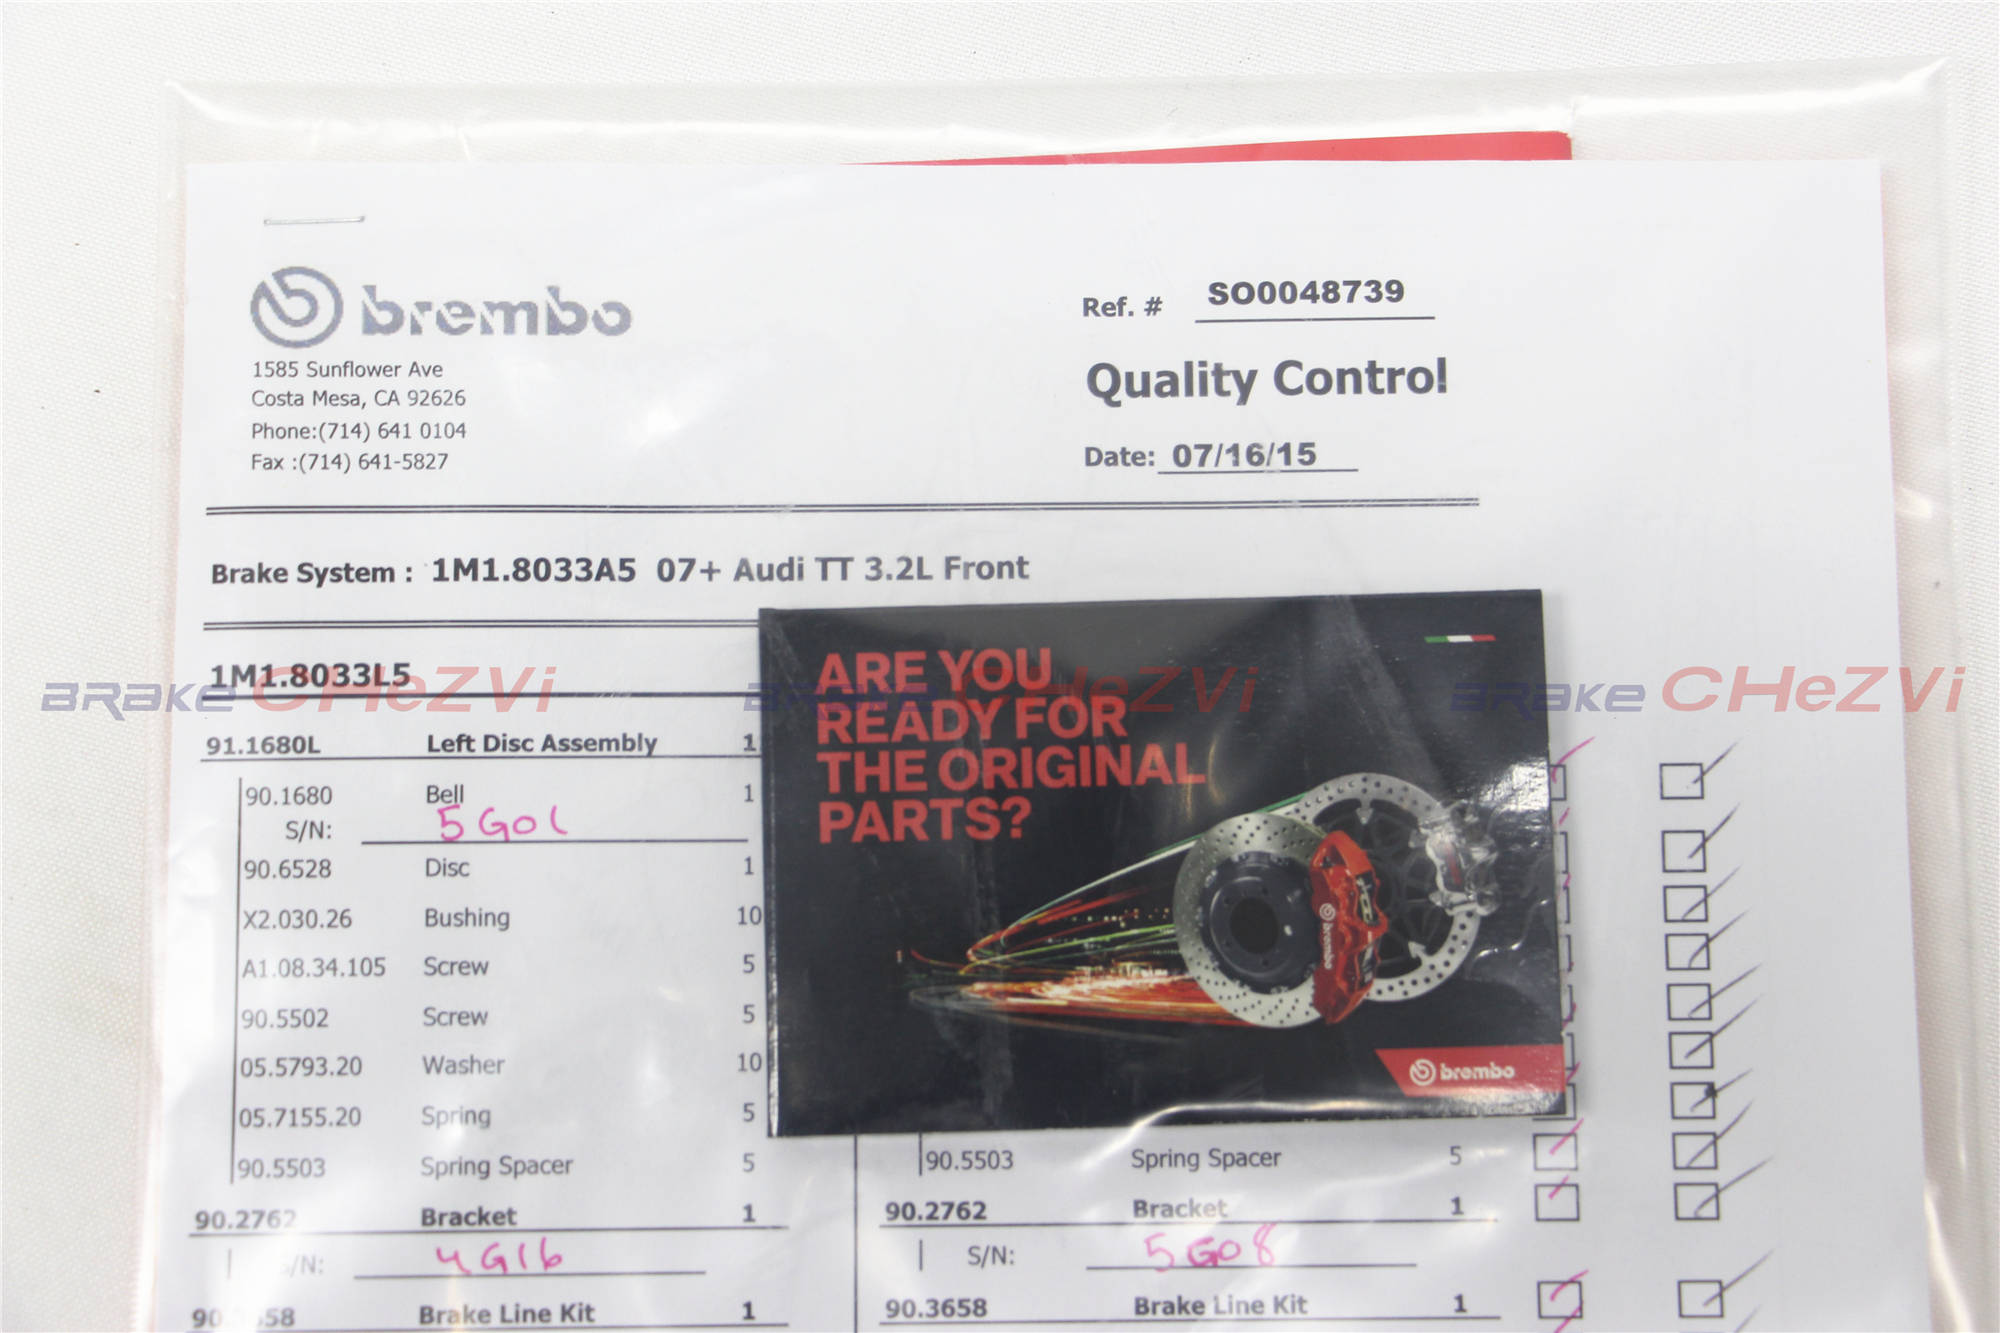 brembo
1585 Sunflower Ave
Costa Mesa, CA 92626
Phone:(714) 641 0104
Fax :(714) 641-5827
Ref. # SO0048739
Quality Control
Date: 07/16/15
Brake System : 1M1.8033A5 07+ Audi TT 3.2L Front
1M1.8033L5
91.1680L Left Disc Assembly 1
90.1680 Bell 1
S/N: 5G01
90.6528 Disc 1
X2.030.26 Bushing 10
A1.08.34.105 Screw 5
90.5502 Screw 5
05.5793.20 Washer 10
05.7155.20 Spring 5
90.5503 Spring Spacer 5
90.2762 Bracket 1
S/N: 4G16
90. 58 Brake Line Kit 1
ARE YOU
READY FOR
THE ORIGINAL
PARTS?
brembo
brembo
90.5503 Spring Spacer 5
90.2762 Bracket 1
S/N: 5G08
90.3658 Brake Line Kit 1
BRake CHeZVi
BRake CHeZVi
BRake CHeZVi